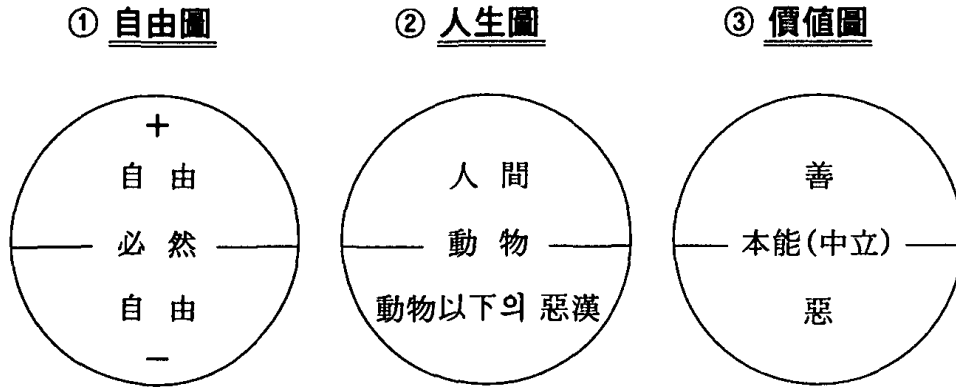 ① 自由圖
② 人生圖
③ 價値圖
+
自 由
必 然
自 由
−
人 間
動 物
動物以下의 惡漢
善
本能(中立)
惡